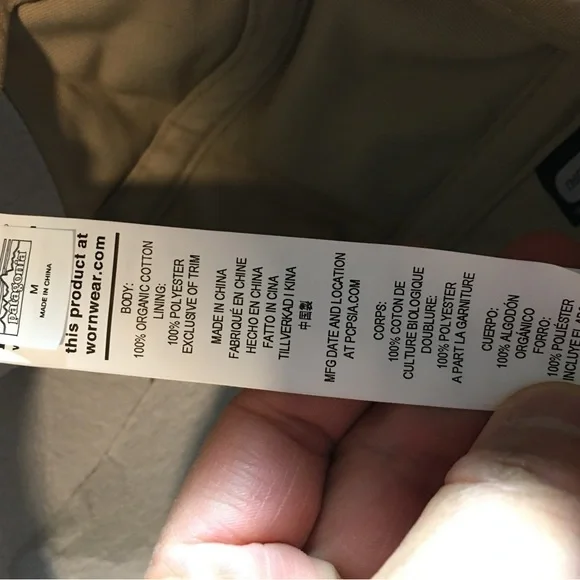 patagonia
M
MADE IN CHINA
this product at
wornwear.com
BODY:
100% ORGANIC COTTON
LINING:
100% POLYESTER
EXCLUSIVE OF TRIM
MADE IN CHINA
FABRIQUÉ EN CHINE
HECHO EN CHINA
FATTO IN CINA
TILLVERKAD I KINA
中国製
MFG DATE AND LOCATION
AT POPSIA.COM
CORPS:
100% COTON DE
CULTURE BIOLOGIQUE
DOUBLURE:
100% POLYESTER
A PART LA GARNITURE
CUERPO:
100% ALGODÓN
ORGÁNICO
FORRO:
100% POLIÉSTER
INCLUYE